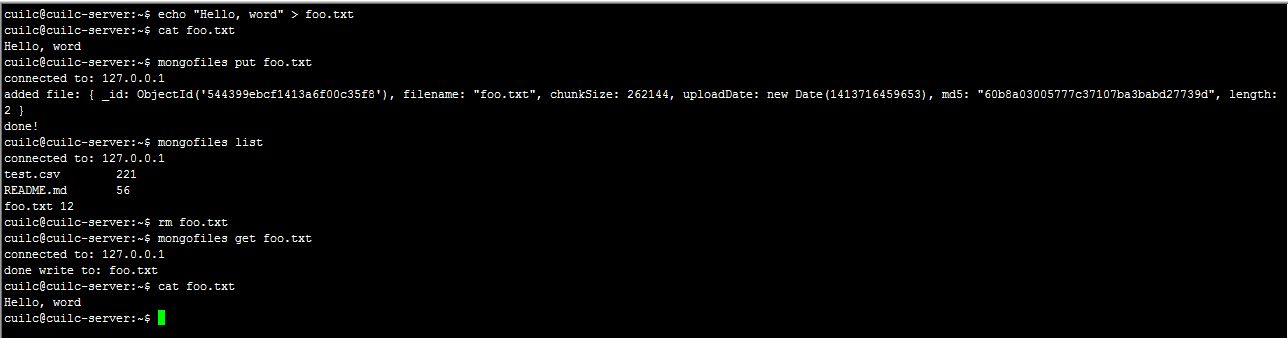 cuilc@cuilc-server:~$ echo "Hello, word" > foo.txt
cuilc@cuilc-server:~$ cat foo.txt
Hello, word
cuilc@cuilc-server:~$ mongofiles put foo.txt
connected to: 127.0.0.1
added file: { _id: ObjectId('544399ebcf1413a6f00c35f8'), filename: "foo.txt", chunkSize: 262144, uploadDate: new Date(1413716459653), md5: "60b8a03005777c37107ba3babd27739d", length:
2 }
done!
cuilc@cuilc-server:~$ mongofiles list
connected to: 127.0.0.1
test.csv        221
README.md       56
foo.txt 12
cuilc@cuilc-server:~$ rm foo.txt
cuilc@cuilc-server:~$ mongofiles get foo.txt
connected to: 127.0.0.1
done write to: foo.txt
cuilc@cuilc-server:~$ cat foo.txt
Hello, word
cuilc@cuilc-server:~$